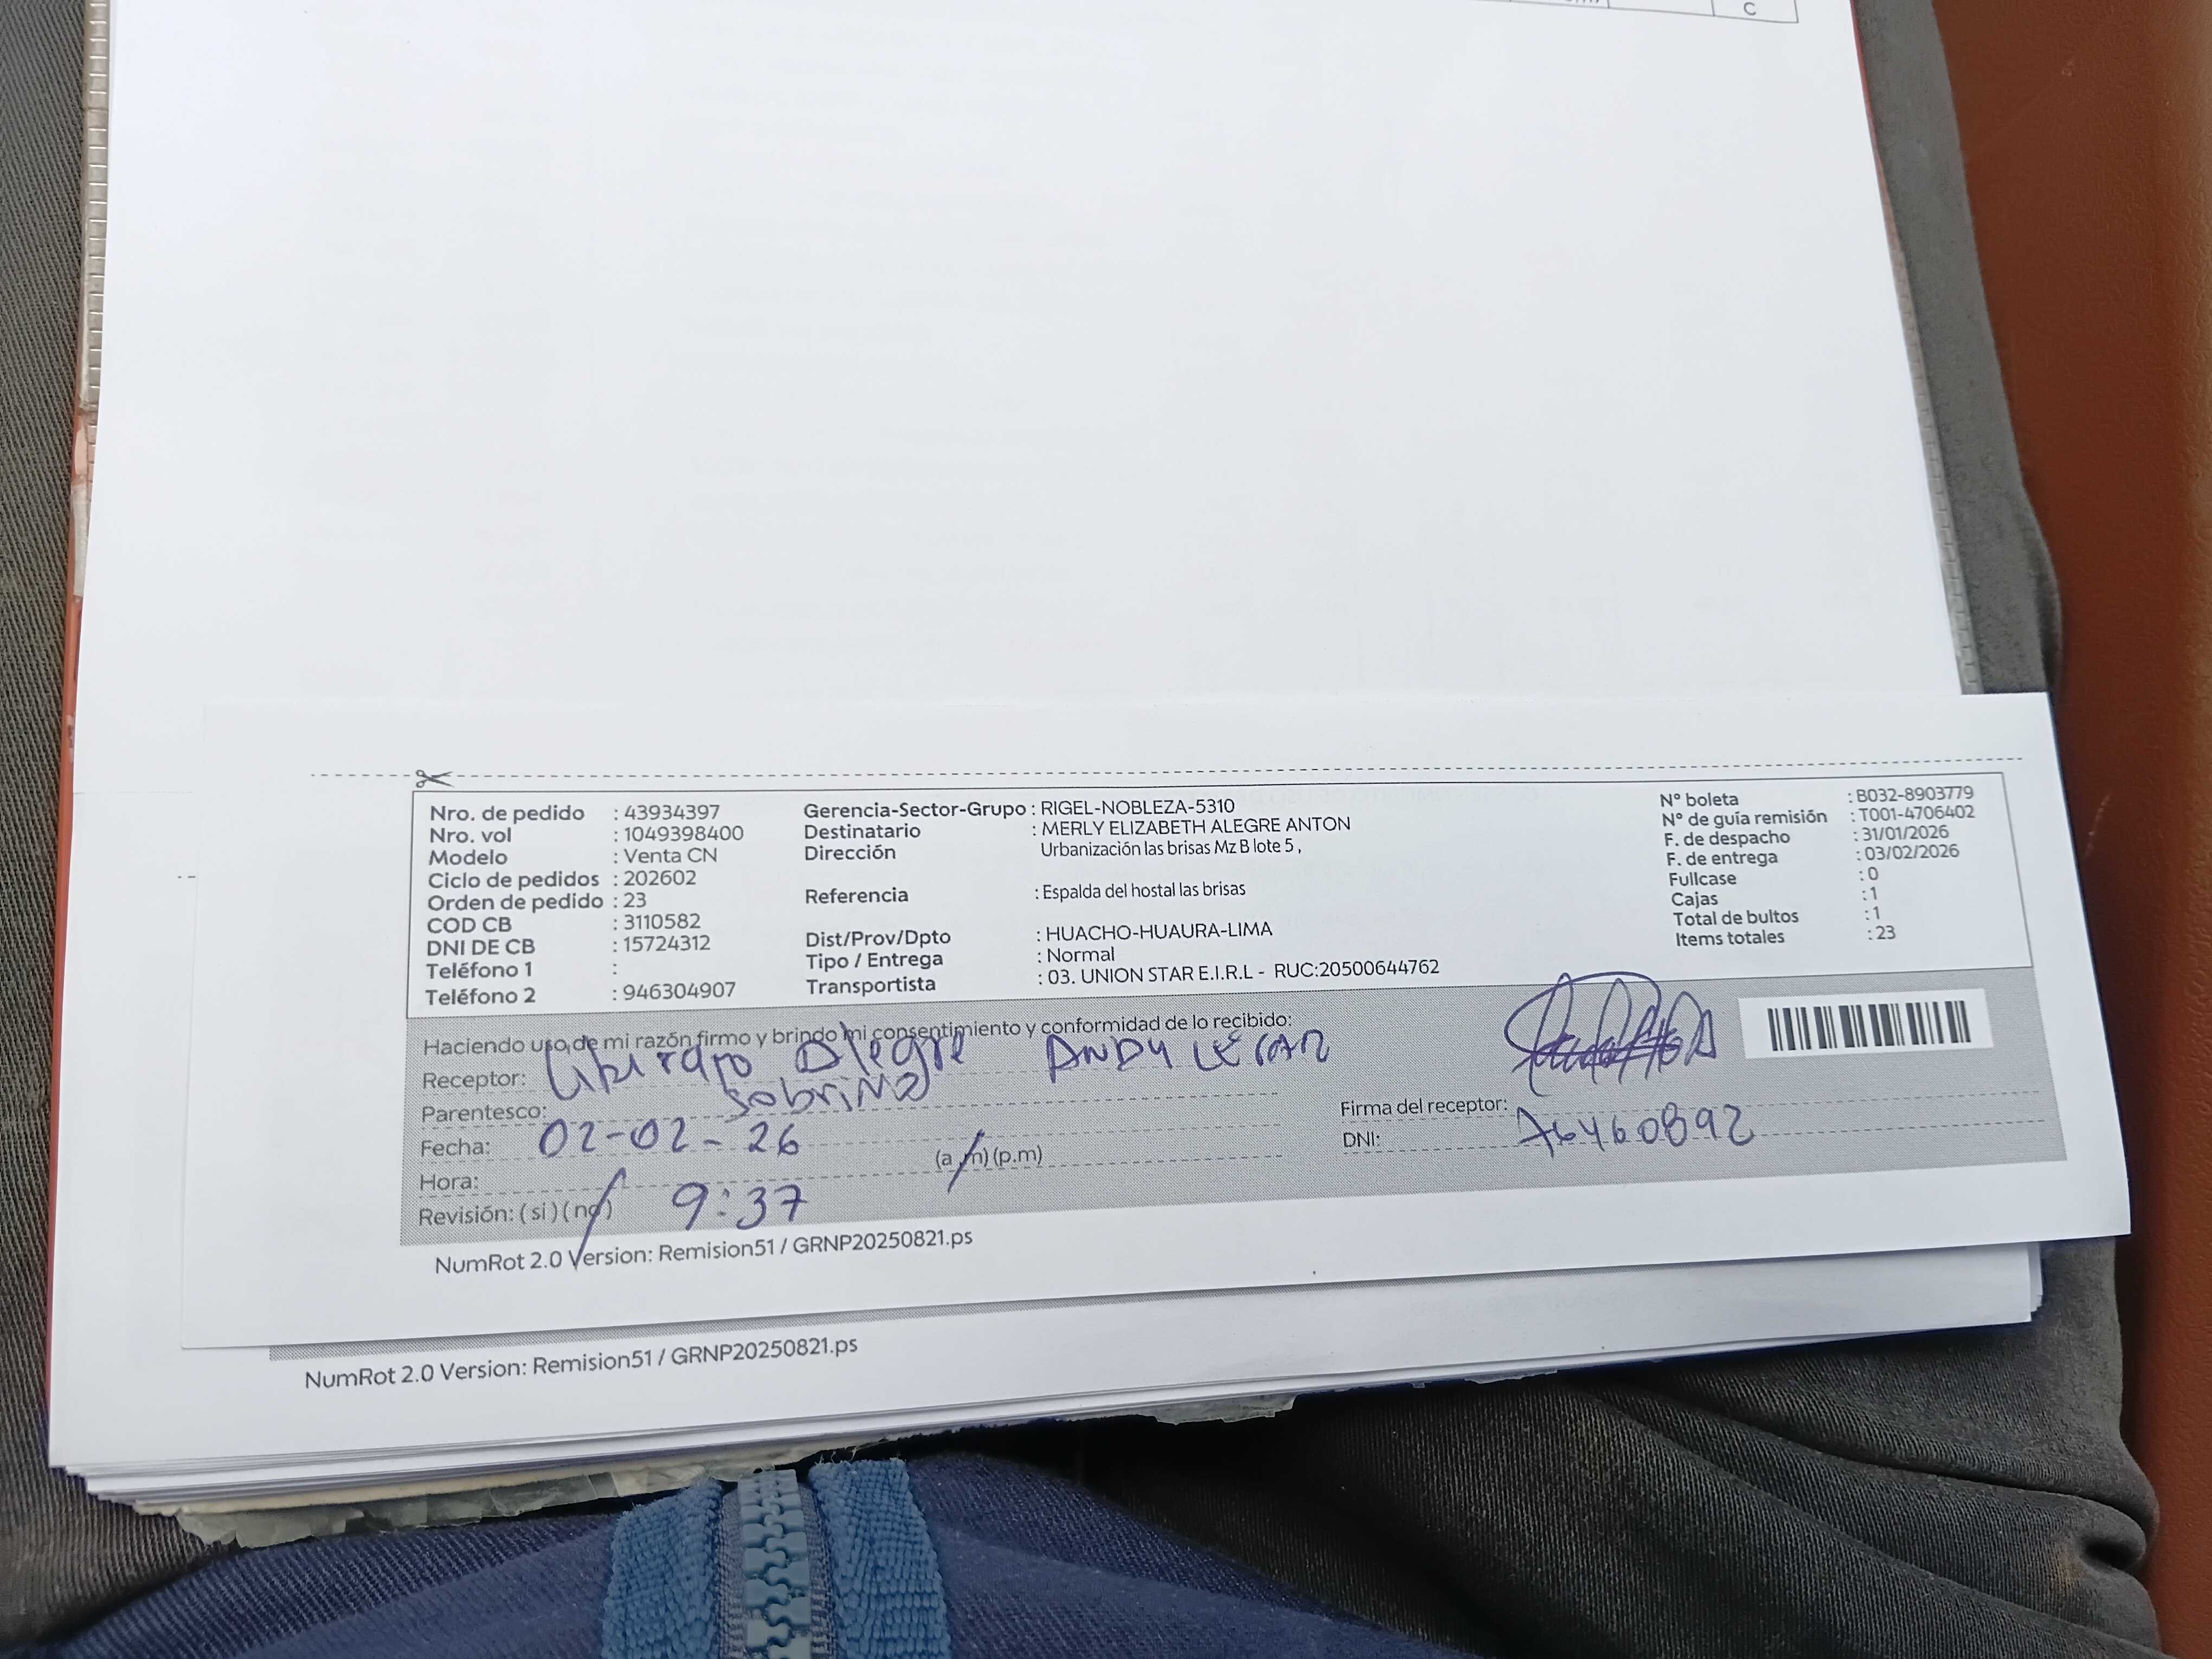 C
Nro. de pedido : 43934397
Nro. vol : 1049398400
Modelo : Venta CN
Ciclo de pedidos : 202602
Orden de pedido : 23
COD CB : 3110582
DNI DE CB : 15724312
Teléfono 1 :
Teléfono 2 : 946304907
Gerencia-Sector-Grupo : RIGEL-NOBLEZA-5310
Destinatario : MERLY ELIZABETH ALEGRE ANTON
Dirección Urbanización las brisas Mz B lote 5 ,
Referencia : Espalda del hostal las brisas
Dist/Prov/Dpto : HUACHO-HUAURA-LIMA
Tipo / Entrega : Normal
Transportista : 03. UNION STAR E.I.R.L - RUC:20500644762
N° boleta : B032-8903779
N° de guía remisión : T001-4706402
F. de despacho : 31/01/2026
F. de entrega : 03/02/2026
Fullcase : 0
Cajas : 1
Total de bultos : 1
Items totales : 23
Haciendo uso de mi razón firmo y brindo mi consentimiento y conformidad de lo recibido:
Receptor: Alegre ANDY
Parentesco: Sobrino
Fecha: 02-02-26
Hora: (a.m) (p.m)
Revisión: (si) (no) 9:37
Firma del receptor:
DNI: 76460892
NumRot 2.0 Version: Remision51 / GRNP20250821.ps
NumRot 2.0 Version: Remision51 / GRNP20250821.ps